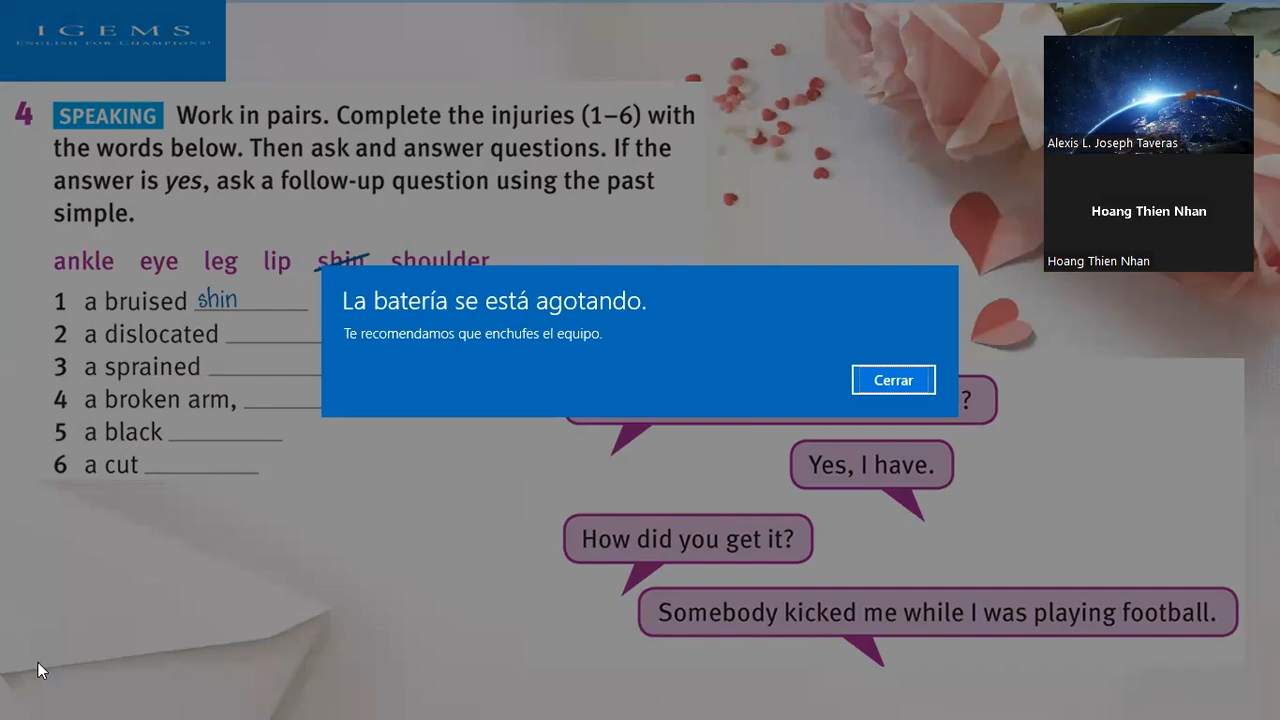 IGEMS
ENGLISH FOR CHAMPIONS!
4 SPEAKING Work in pairs. Complete the injuries (1–6) with
the words below. Then ask and answer questions. If the
answer is yes, ask a follow-up question using the past
simple.
ankle eye leg lip shin shoulder
1 a bruised shin
2 a dislocated
3 a sprained
4 a broken arm,
5 a black
6 a cut
La batería se está agotando.
Te recomendamos que enchufes el equipo.
Cerrar
?
Yes, I have.
How did you get it?
Somebody kicked me while I was playing football.
Alexis L. Joseph Taveras
Hoang Thien Nhan
Hoang Thien Nhan